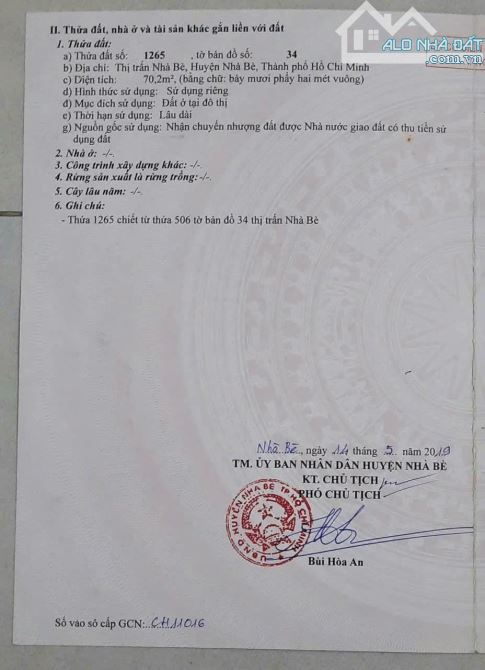 ALO NHÀ ĐẤT
II. Thửa đất, nhà ở và tài sản khác gắn liền với đất
1. Thửa đất:
a) Thửa đất số: 1265 , tờ bản đồ số: 34
b) Địa chỉ: Thị trấn Nhà Bè, Huyện Nhà Bè, Thành phố Hồ Chí Minh
c) Diện tích: 70,2m², (bằng chữ: bảy mươi phẩy hai mét vuông)
d) Hình thức sử dụng: Sử dụng riêng
đ) Mục đích sử dụng: Đất ở tại đô thị
e) Thời hạn sử dụng: Lâu dài
g) Nguồn gốc sử dụng: Nhận chuyển nhượng đất được Nhà nước giao đất có thu tiền sử
dụng đất
2. Nhà ở: -/-
3. Công trình xây dựng khác: -/-
4. Rừng sản xuất là rừng trồng: -/-.
5. Cây lâu năm: -/-
6. Ghi chú:
- Thửa 1265 chiết từ thửa 506 tờ bản đồ 34 thị trấn Nhà Bè
Nhà Bè, ngày 14 tháng 5 năm 2019
TM. ỦY BAN NHÂN DÂN HUYỆN NHÀ BÈ
KT. CHỦ TỊCH
PHÓ CHỦ TỊCH
U.B.N.D HUYỆN NHÀ BÈ TP HỒ CHÍ MINH
Bùi Hòa An
Số vào sổ cấp GCN:..CH11016